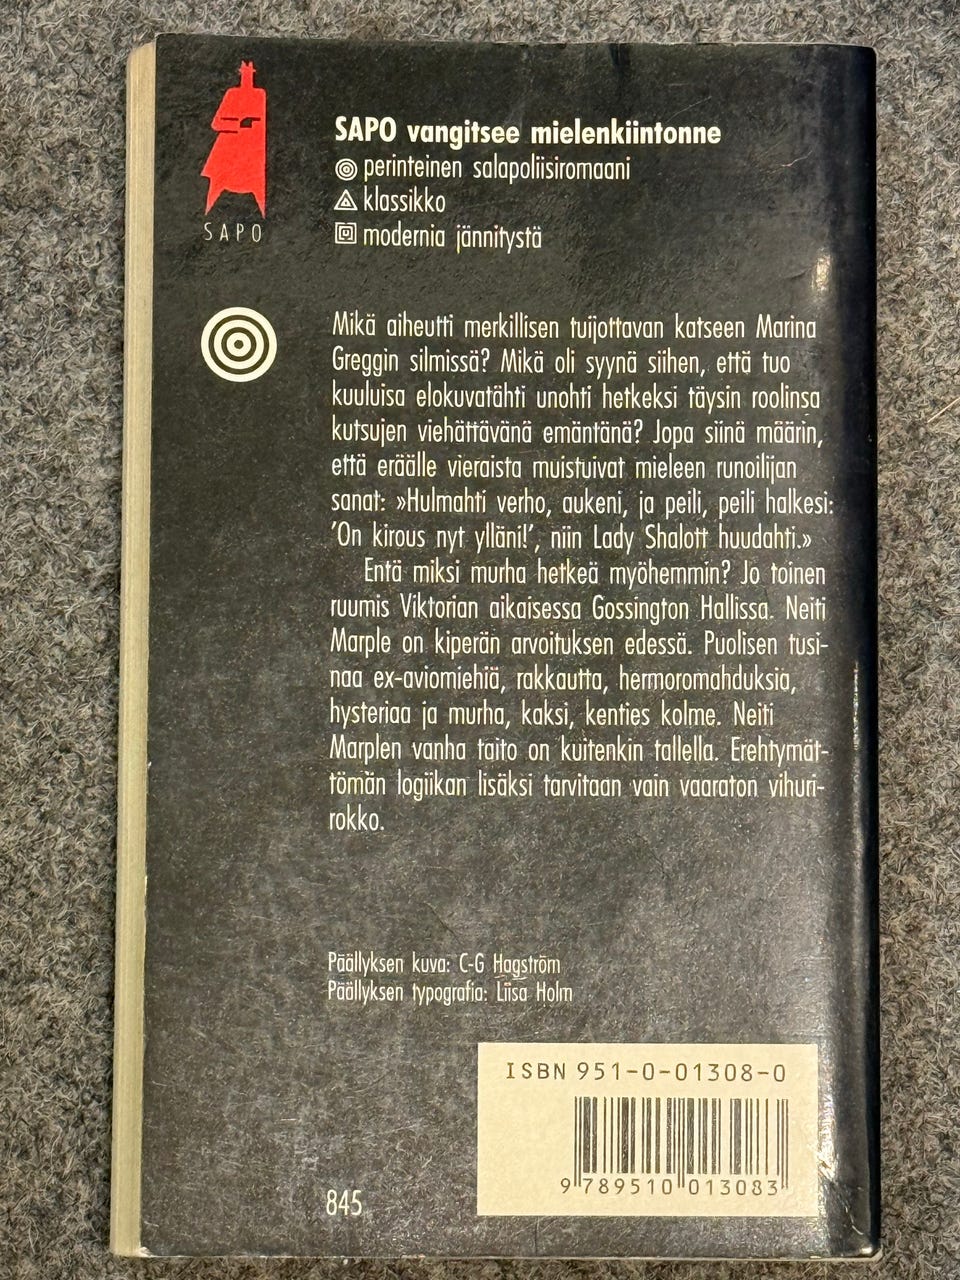 SAPO vangitsee mielenkiintonne
perinteinen salapoliisiromaani
klassikko
modernia jännitystä
SAPO
Mikä aiheutti merkillisen tuijottavan katseen Marina
Greggin silmissä? Mikä oli syynä siihen, että tuo
kuuluisa elokuvatähti unohti hetkeksi täysin roolinsa
kutsujen viehättävänä emäntänä? Jopa siinä määrin,
että eräälle vieraista muistuivat mieleen runoilijan
sanat: »Hulmahti verho, aukeni, ja peili, peili halkesi:
’On kirous nyt ylläni!’, niin Lady Shalott huudahti.»
Entä miksi murha hetkeä myöhemmin? Jo toinen
ruumis Viktorian aikaisessa Gossington Hallissa. Neiti
Marple on kiperän arvoituksen edessä. Puolisen tusi-
naa ex-aviomiehiä, rakkautta, hermoromahduksia,
hysteriaa ja murha, kaksi, kenties kolme. Neiti
Marplen vanha taito on kuitenkin tallella. Erehtymät-
tömän logiikan lisäksi tarvitaan vain vaaraton vihuri-
rokko.
Päällyksen kuva: C-G Hagström
Päällyksen typografia: Liisa Holm
ISBN 951-0-01308-0
9 789510 013083
845